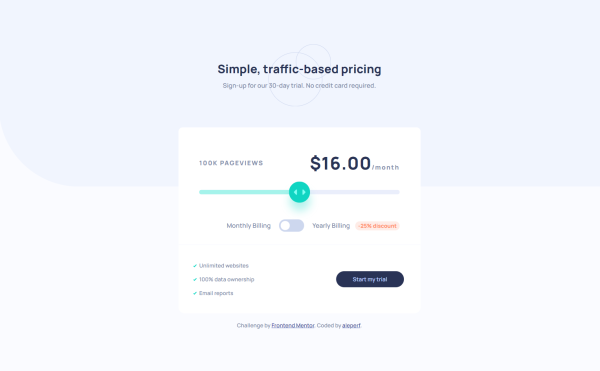 Simple, traffic-based pricing
Sign-up for our 30-day trial. No credit card required.
100K PAGEVIEWS
$16.00/month
Monthly Billing Yearly Billing -25% discount
Unlimited websites
100% data ownership
Email reports
Start my trial
Challenge by Frontend Mentor. Coded by aleperf.